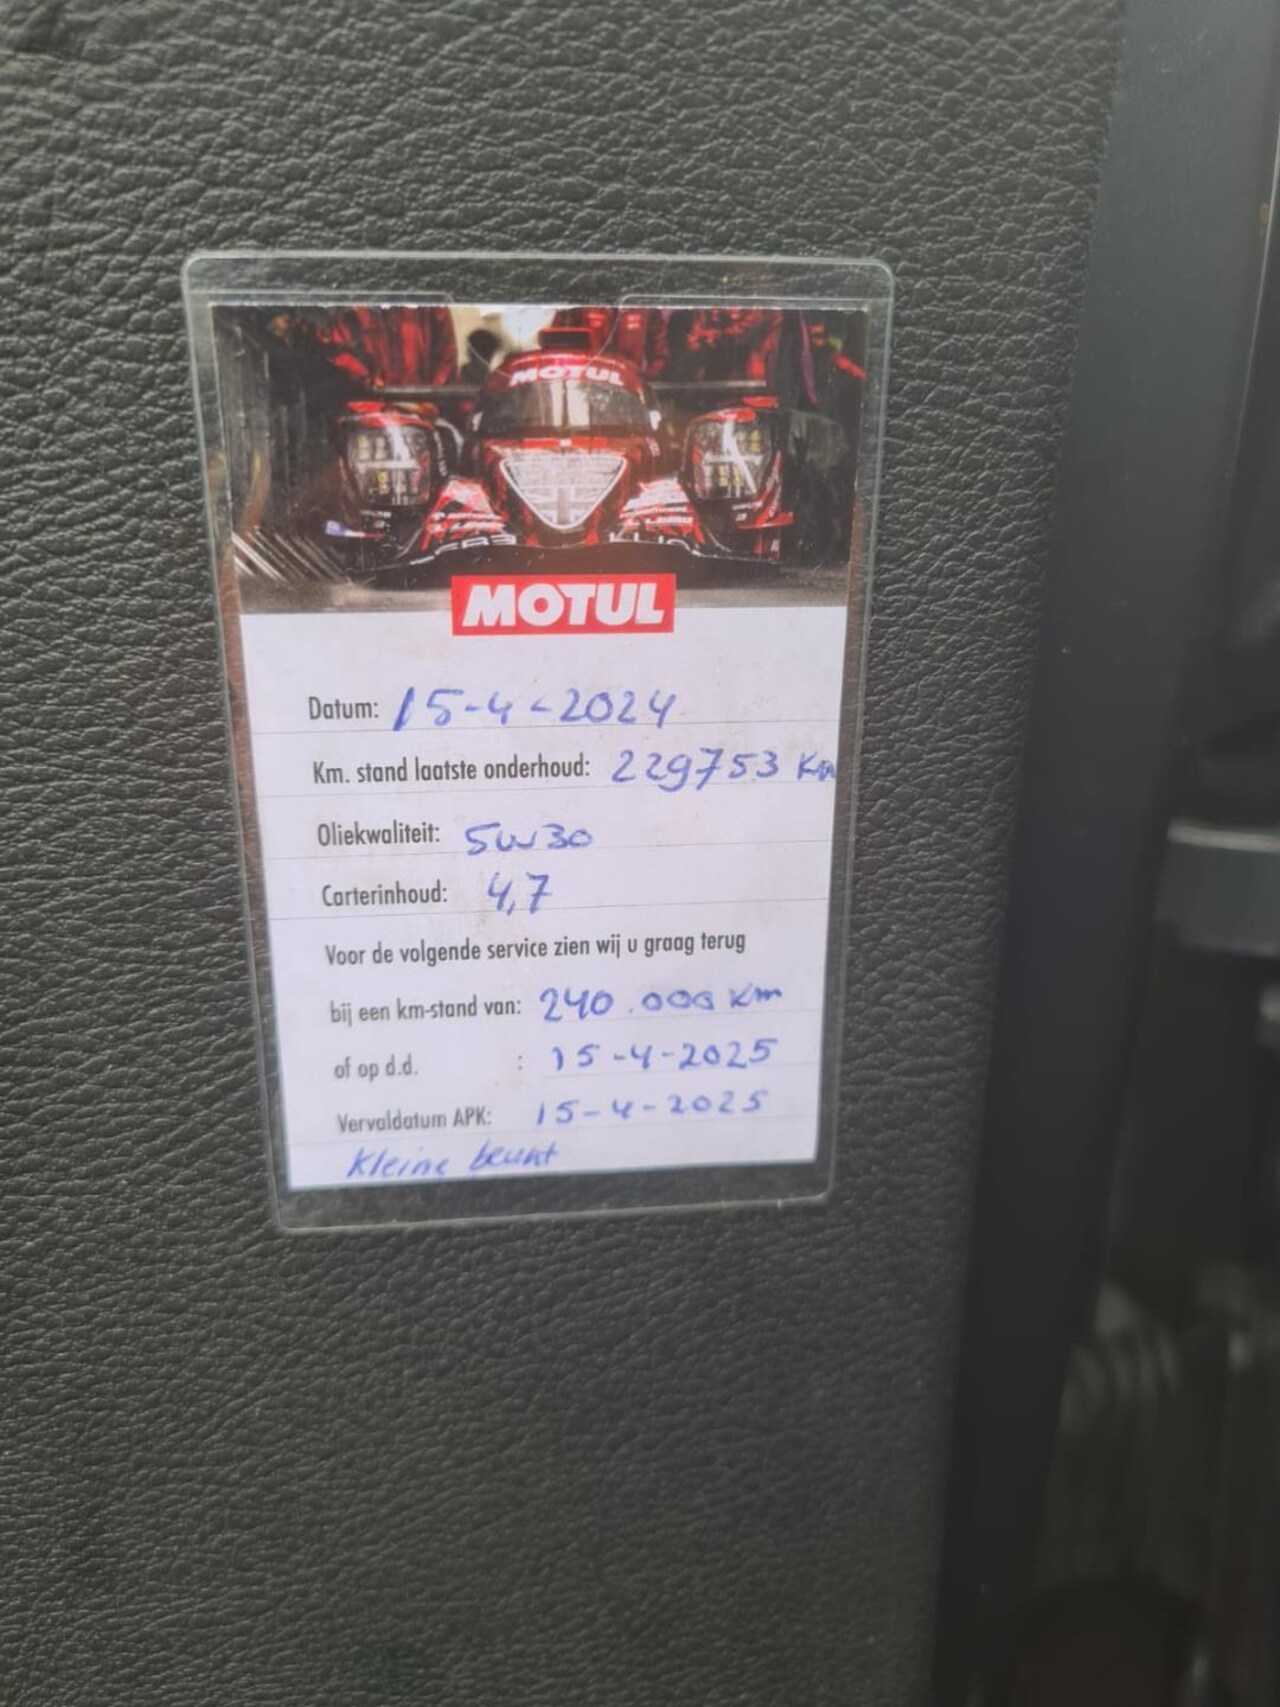 MOTUL
MOTUL
Datum: 15-4-2024
Km. stand laatste onderhoud: 229753 Km
Oliekwaliteit: 5w30
Carterinhoud: 4,7
Voor de volgende service zien wij u graag terug
bij een km-stand van: 240.000 km
of op d.d. : 15-4-2025
Vervaldatum APK: 15-4-2025
Kleine beurt